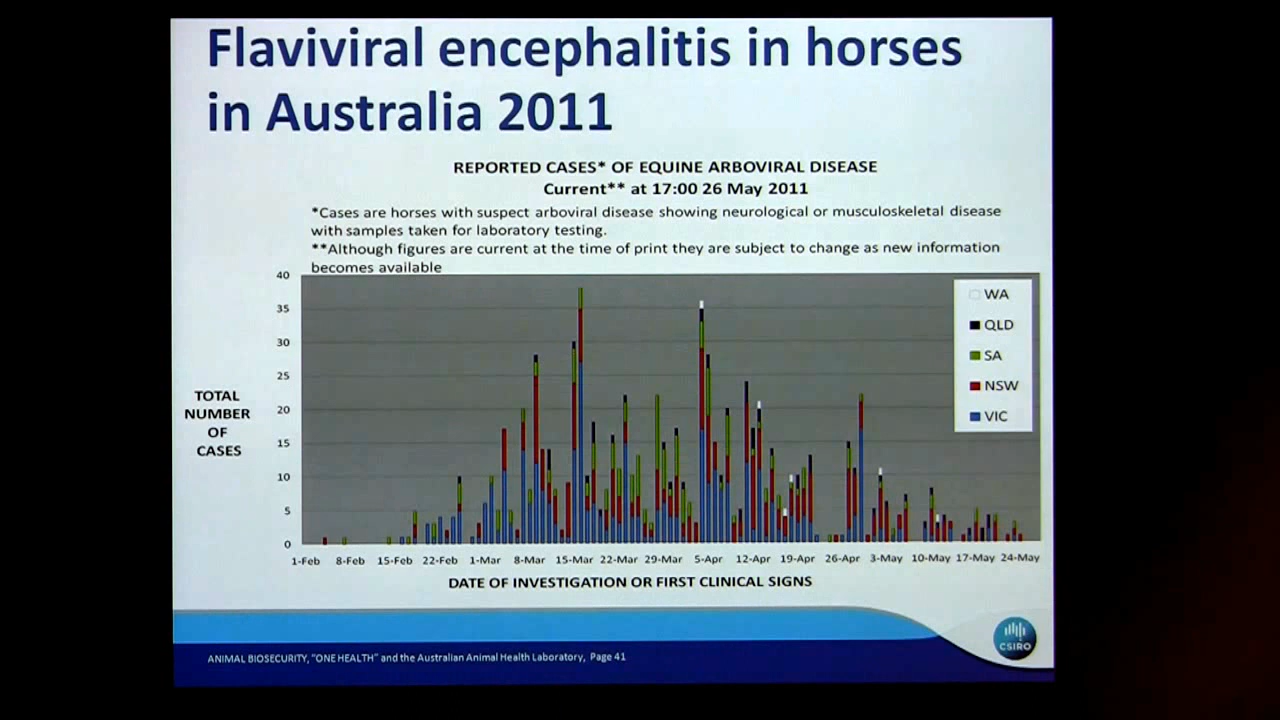 Flaviviral encephalitis in horses
in Australia 2011
REPORTED CASES* OF EQUINE ARBOVIRAL DISEASE
Current** at 17:00 26 May 2011
*Cases are horses with suspect arboviral disease showing neurological or musculoskeletal disease
with samples taken for laboratory testing.
**Although figures are current at the time of print they are subject to change as new information
becomes available
40
35
30
25
20
15
10
5
0
TOTAL
NUMBER
OF
CASES
WA
QLD
SA
NSW
VIC
1-Feb 8-Feb 15-Feb 22-Feb 1-Mar 8-Mar 15-Mar 22-Mar 29-Mar 5-Apr 12-Apr 19-Apr 26-Apr 3-May 10-May 17-May 24-May
DATE OF INVESTIGATION OR FIRST CLINICAL SIGNS
ANIMAL BIOSECURITY, "ONE HEALTH" and the Australian Animal Health Laboratory, Page 41
CSIRO